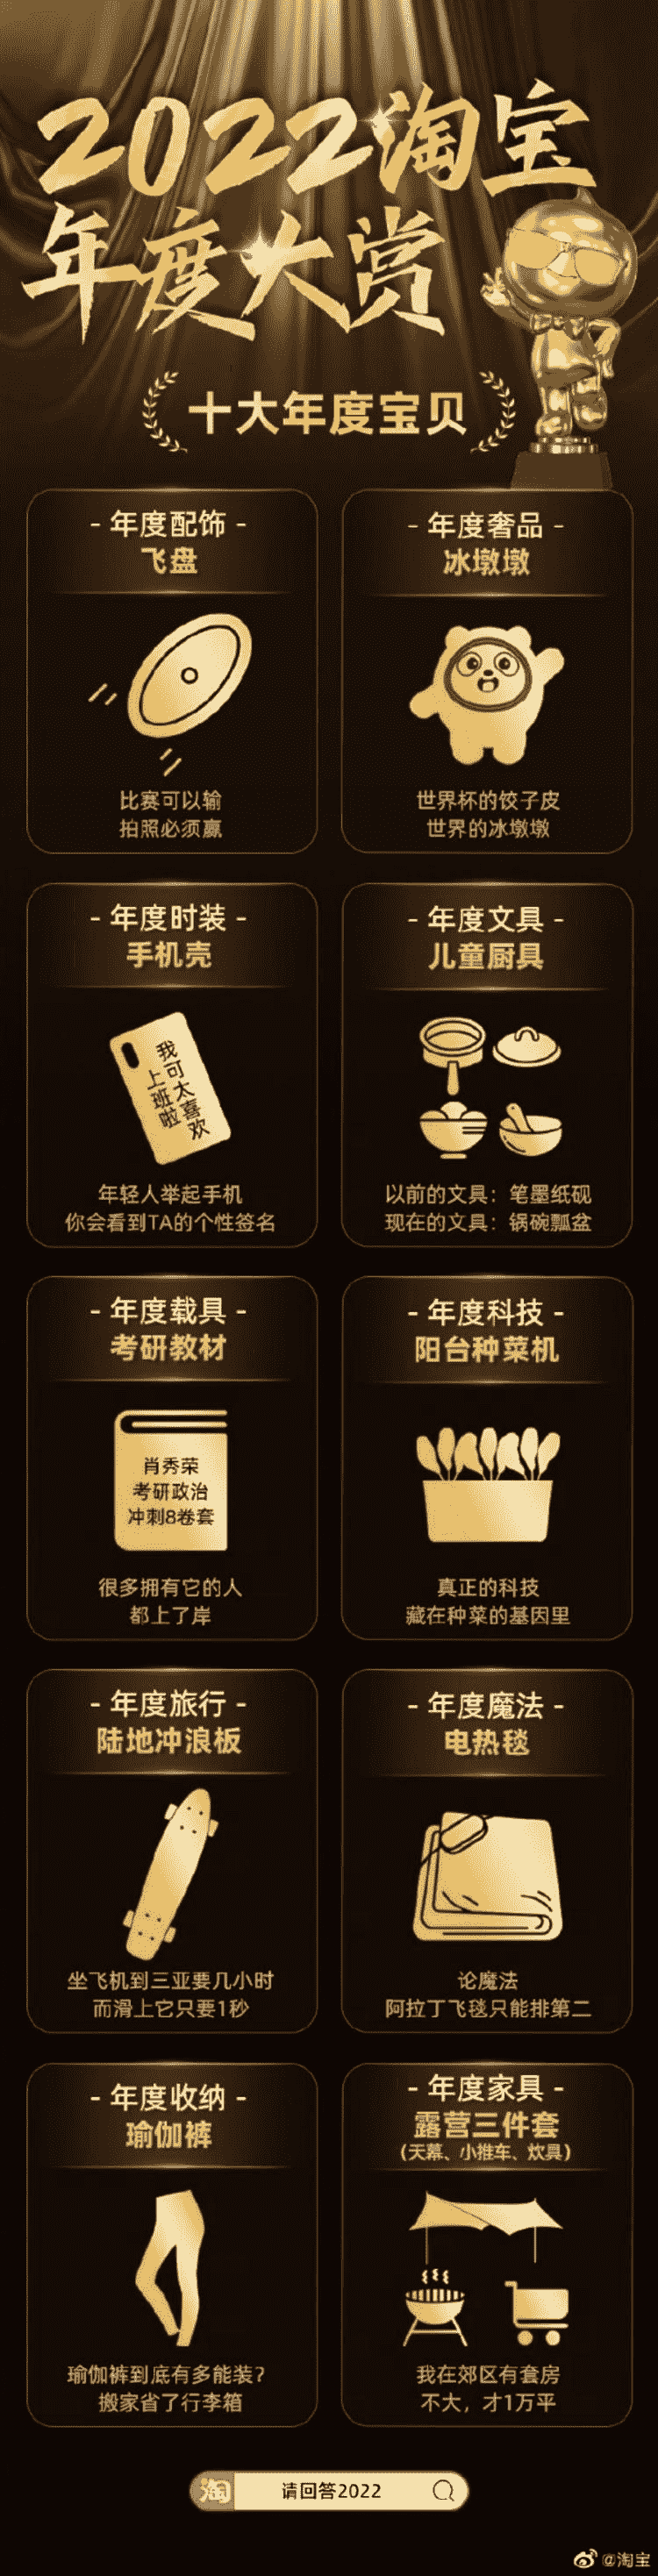 2022淘宝
年度大赏
十大年度宝贝
- 年度配饰 -
飞盘
比赛可以输
拍照必须赢
- 年度奢品 -
冰墩墩
世界杯的饺子皮
世界的冰墩墩
- 年度时装 -
手机壳
我可太喜欢
上班啦
年轻人举起手机
你会看到TA的个性签名
- 年度文具 -
儿童厨具
以前的文具：笔墨纸砚
现在的文具：锅碗瓢盆
- 年度载具 -
考研教材
肖秀荣
考研政治
冲刺8卷套
很多拥有它的人
都上了岸
- 年度科技 -
阳台种菜机
真正的科技
藏在种菜的基因里
- 年度旅行 -
陆地冲浪板
坐飞机到三亚要几小时
而滑上它只要1秒
- 年度魔法 -
电热毯
论魔法
阿拉丁飞毯只能排第二
- 年度收纳 -
瑜伽裤
瑜伽裤到底有多能装？
搬家省了行李箱
- 年度家具 -
露营三件套
（天幕、小推车、炊具）
我在郊区有套房
不大，才1万平
淘 请回答2022
@淘宝